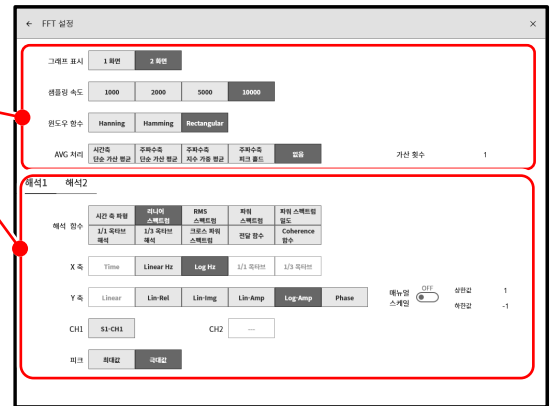 ← FFT 설정 ×
그래프 표시 1 화면 2 화면
샘플링 속도 1000 2000 5000 10000
윈도우 함수 Hanning Hamming Rectangular
AVG 처리 시간축 단순 가산 평균 주파수축 단순 가산 평균 주파수축 지수 가중 평균 주파수축 피크 홀드 없음 가산 횟수 1
해석1 해석2
해석 함수 시간 축 파형 리니어 스펙트럼 RMS 스펙트럼 파워 스펙트럼 파워 스펙트럼 밀도
1/1 옥타브 해석 1/3 옥타브 해석 크로스 파워 스펙트럼 전달 함수 Coherence 함수
X 축 Time Linear Hz Log Hz 1/1 옥타브 1/3 옥타브
Y 축 Linear Lin-Rel Lin-Img Lin-Amp Log-Amp Phase 매뉴얼 스케일 OFF 상한값 1
하한값 -1
CH1 S1-CH1 CH2 ---
피크 최대값 극대값